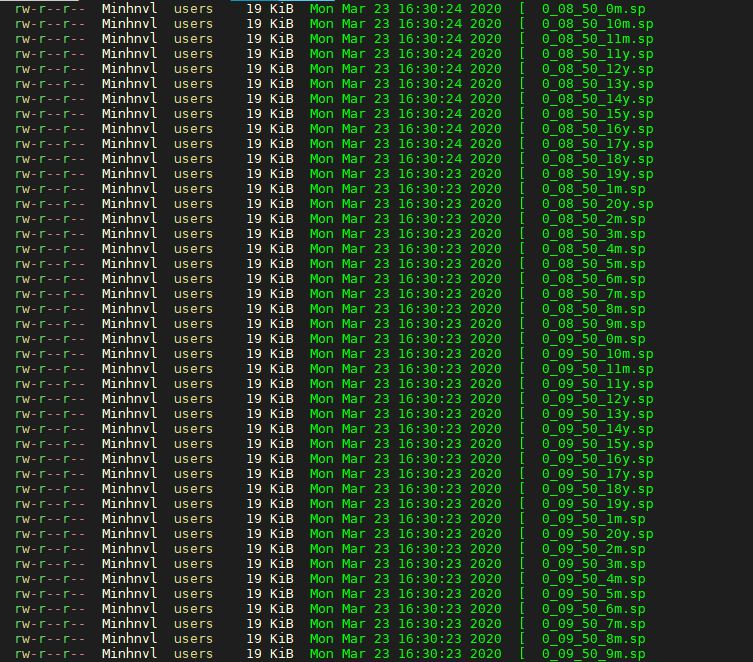 rw-r--r-- Minhnvl users 19 KiB Mon Mar 23 16:30:24 2020 [ 0_08_50_0m.sp
rw-r--r-- Minhnvl users 19 KiB Mon Mar 23 16:30:24 2020 [ 0_08_50_10m.sp
rw-r--r-- Minhnvl users 19 KiB Mon Mar 23 16:30:24 2020 [ 0_08_50_11m.sp
rw-r--r-- Minhnvl users 19 KiB Mon Mar 23 16:30:24 2020 [ 0_08_50_11y.sp
rw-r--r-- Minhnvl users 19 KiB Mon Mar 23 16:30:24 2020 [ 0_08_50_12y.sp
rw-r--r-- Minhnvl users 19 KiB Mon Mar 23 16:30:24 2020 [ 0_08_50_13y.sp
rw-r--r-- Minhnvl users 19 KiB Mon Mar 23 16:30:24 2020 [ 0_08_50_14y.sp
rw-r--r-- Minhnvl users 19 KiB Mon Mar 23 16:30:24 2020 [ 0_08_50_15y.sp
rw-r--r-- Minhnvl users 19 KiB Mon Mar 23 16:30:24 2020 [ 0_08_50_16y.sp
rw-r--r-- Minhnvl users 19 KiB Mon Mar 23 16:30:24 2020 [ 0_08_50_17y.sp
rw-r--r-- Minhnvl users 19 KiB Mon Mar 23 16:30:24 2020 [ 0_08_50_18y.sp
rw-r--r-- Minhnvl users 19 KiB Mon Mar 23 16:30:23 2020 [ 0_08_50_19y.sp
rw-r--r-- Minhnvl users 19 KiB Mon Mar 23 16:30:23 2020 [ 0_08_50_1m.sp
rw-r--r-- Minhnvl users 19 KiB Mon Mar 23 16:30:23 2020 [ 0_08_50_20y.sp
rw-r--r-- Minhnvl users 19 KiB Mon Mar 23 16:30:23 2020 [ 0_08_50_2m.sp
rw-r--r-- Minhnvl users 19 KiB Mon Mar 23 16:30:23 2020 [ 0_08_50_3m.sp
rw-r--r-- Minhnvl users 19 KiB Mon Mar 23 16:30:23 2020 [ 0_08_50_4m.sp
rw-r--r-- Minhnvl users 19 KiB Mon Mar 23 16:30:23 2020 [ 0_08_50_5m.sp
rw-r--r-- Minhnvl users 19 KiB Mon Mar 23 16:30:23 2020 [ 0_08_50_6m.sp
rw-r--r-- Minhnvl users 19 KiB Mon Mar 23 16:30:23 2020 [ 0_08_50_7m.sp
rw-r--r-- Minhnvl users 19 KiB Mon Mar 23 16:30:23 2020 [ 0_08_50_8m.sp
rw-r--r-- Minhnvl users 19 KiB Mon Mar 23 16:30:23 2020 [ 0_08_50_9m.sp
rw-r--r-- Minhnvl users 19 KiB Mon Mar 23 16:30:23 2020 [ 0_09_50_0m.sp
rw-r--r-- Minhnvl users 19 KiB Mon Mar 23 16:30:23 2020 [ 0_09_50_10m.sp
rw-r--r-- Minhnvl users 19 KiB Mon Mar 23 16:30:23 2020 [ 0_09_50_11m.sp
rw-r--r-- Minhnvl users 19 KiB Mon Mar 23 16:30:23 2020 [ 0_09_50_11y.sp
rw-r--r-- Minhnvl users 19 KiB Mon Mar 23 16:30:23 2020 [ 0_09_50_12y.sp
rw-r--r-- Minhnvl users 19 KiB Mon Mar 23 16:30:23 2020 [ 0_09_50_13y.sp
rw-r--r-- Minhnvl users 19 KiB Mon Mar 23 16:30:23 2020 [ 0_09_50_14y.sp
rw-r--r-- Minhnvl users 19 KiB Mon Mar 23 16:30:23 2020 [ 0_09_50_15y.sp
rw-r--r-- Minhnvl users 19 KiB Mon Mar 23 16:30:23 2020 [ 0_09_50_16y.sp
rw-r--r-- Minhnvl users 19 KiB Mon Mar 23 16:30:23 2020 [ 0_09_50_17y.sp
rw-r--r-- Minhnvl users 19 KiB Mon Mar 23 16:30:23 2020 [ 0_09_50_18y.sp
rw-r--r-- Minhnvl users 19 KiB Mon Mar 23 16:30:23 2020 [ 0_09_50_19y.sp
rw-r--r-- Minhnvl users 19 KiB Mon Mar 23 16:30:23 2020 [ 0_09_50_1m.sp
rw-r--r-- Minhnvl users 19 KiB Mon Mar 23 16:30:23 2020 [ 0_09_50_20y.sp
rw-r--r-- Minhnvl users 19 KiB Mon Mar 23 16:30:23 2020 [ 0_09_50_2m.sp
rw-r--r-- Minhnvl users 19 KiB Mon Mar 23 16:30:23 2020 [ 0_09_50_3m.sp
rw-r--r-- Minhnvl users 19 KiB Mon Mar 23 16:30:23 2020 [ 0_09_50_4m.sp
rw-r--r-- Minhnvl users 19 KiB Mon Mar 23 16:30:23 2020 [ 0_09_50_5m.sp
rw-r--r-- Minhnvl users 19 KiB Mon Mar 23 16:30:23 2020 [ 0_09_50_6m.sp
rw-r--r-- Minhnvl users 19 KiB Mon Mar 23 16:30:23 2020 [ 0_09_50_7m.sp
rw-r--r-- Minhnvl users 19 KiB Mon Mar 23 16:30:23 2020 [ 0_09_50_8m.sp
rw-r--r-- Minhnvl users 19 KiB Mon Mar 23 16:30:23 2020 [ 0_09_50_9m.sp